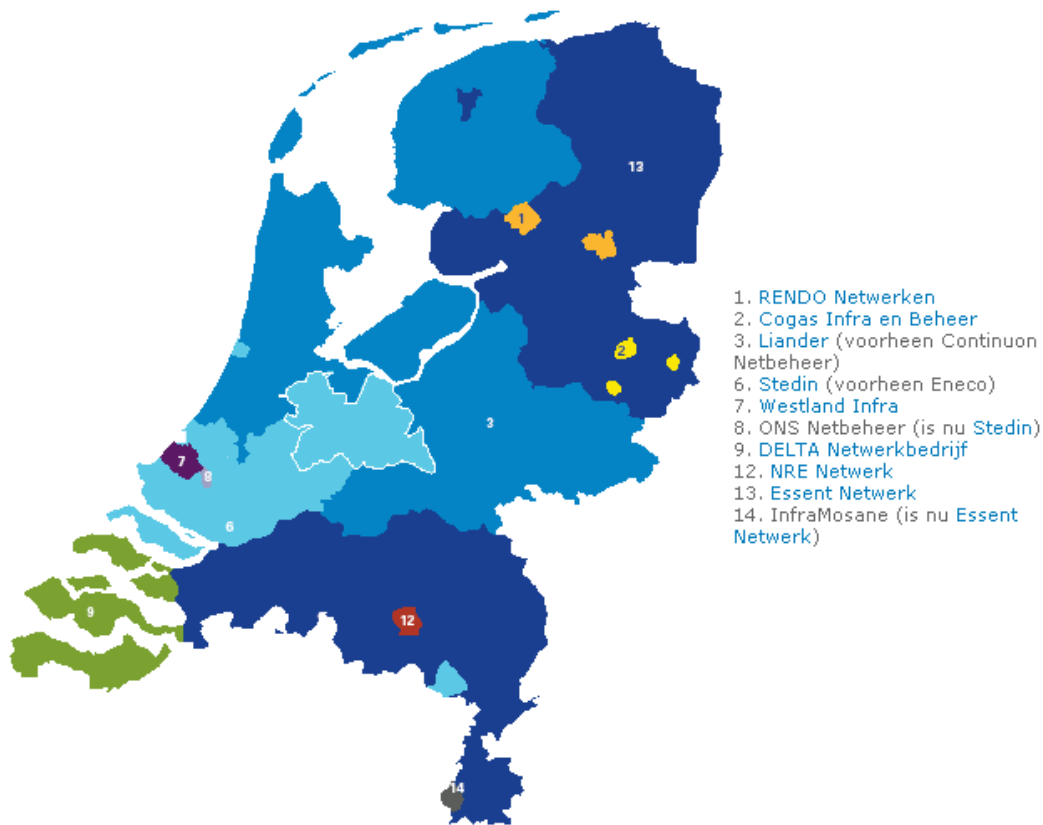 13
1
2
3
7
8
6
9
12
14
1. RENDO Netwerken
2. Cogas Infra en Beheer
3. Liander (voorheen Continuon
Netbeheer)
6. Stedin (voorheen Eneco)
7. Westland Infra
8. ONS Netbeheer (is nu Stedin)
9. DELTA Netwerkbedrijf
12. NRE Netwerk
13. Essent Netwerk
14. InfraMosane (is nu Essent
Netwerk)